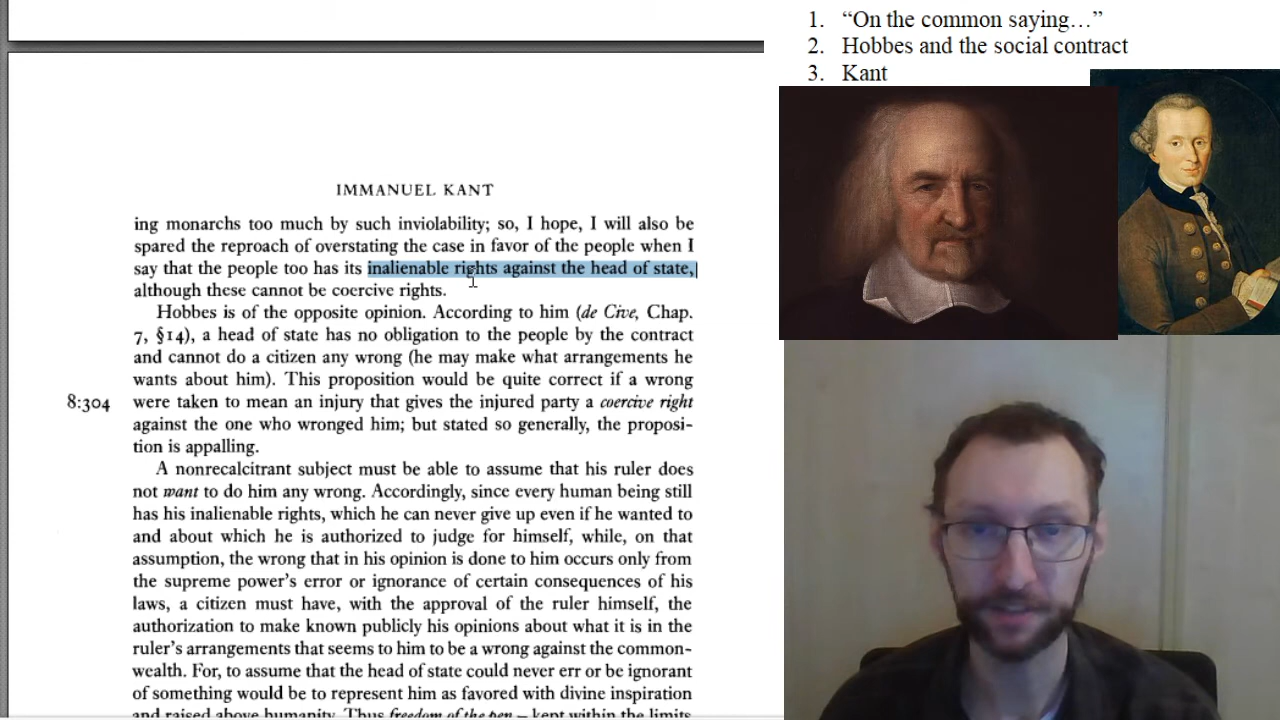 IMMANUEL KANT
ing monarchs too much by such inviolability; so, I hope, I will also be
spared the reproach of overstating the case in favor of the people when I
say that the people too has its inalienable rights against the head of state,
although these cannot be coercive rights.
Hobbes is of the opposite opinion. According to him (de Cive, Chap.
7, §14), a head of state has no obligation to the people by the contract
and cannot do a citizen any wrong (he may make what arrangements he
wants about him). This proposition would be quite correct if a wrong
8:304 were taken to mean an injury that gives the injured party a coercive right
against the one who wronged him; but stated so generally, the proposi-
tion is appalling.
A nonrecalcitrant subject must be able to assume that his ruler does
not want to do him any wrong. Accordingly, since every human being still
has his inalienable rights, which he can never give up even if he wanted to
and about which he is authorized to judge for himself, while, on that
assumption, the wrong that in his opinion is done to him occurs only from
the supreme power's error or ignorance of certain consequences of his
laws, a citizen must have, with the approval of the ruler himself, the
authorization to make known publicly his opinions about what it is in the
ruler's arrangements that seems to him to be a wrong against the common-
wealth. For, to assume that the head of state could never err or be ignorant
of something would be to represent him as favored with divine inspiration
and raised above humanity. Thus freedom of the pen – kept within the limits
1. “On the common saying…”
2. Hobbes and the social contract
3. Kant